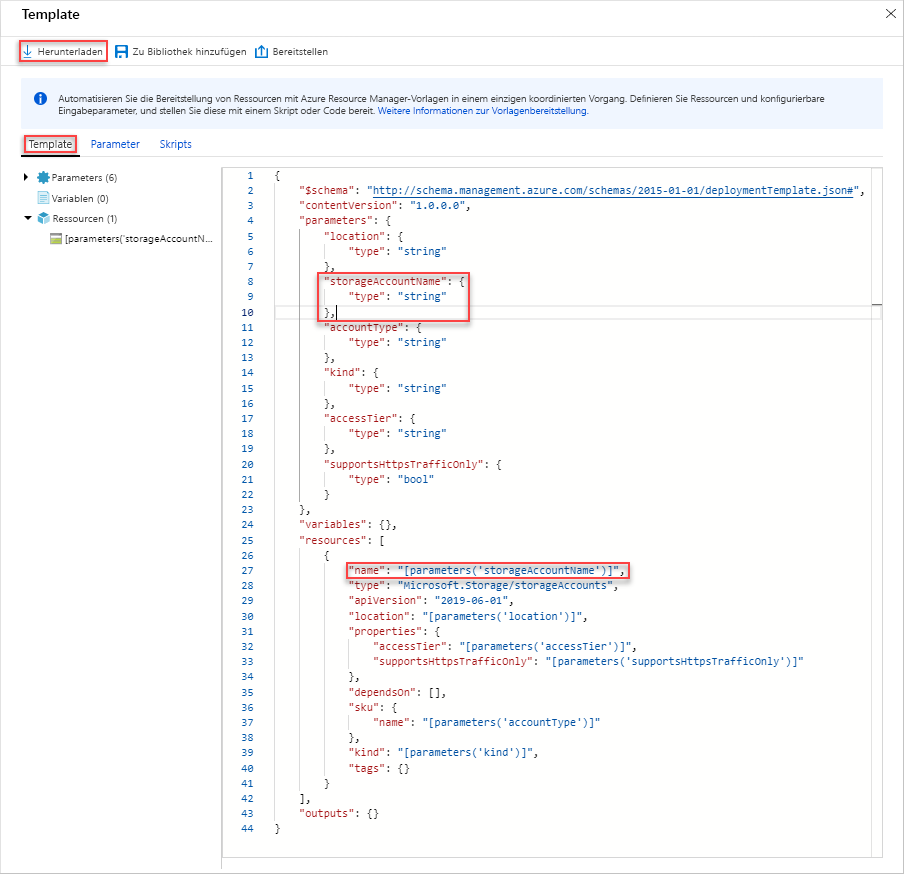 Template
Herunterladen Zu Bibliothek hinzufügen Bereitstellen
Automatisieren Sie die Bereitstellung von Ressourcen mit Azure Resource Manager-Vorlagen in einem einzigen koordinierten Vorgang. Definieren Sie Ressourcen und konfigurierbare
Eingabeparameter, und stellen Sie diese mit einem Skript oder Code bereit. Weitere Informationen zur Vorlagenbereitstellung.
Template Parameter Skripts
Parameters (6)
Variablen (0)
Ressourcen (1)
[parameters('storageAccountN...
1 {
2 "$schema": "http://schema.management.azure.com/schemas/2015-01-01/deploymentTemplate.json#",
3 "contentVersion": "1.0.0.0",
4 "parameters": {
5 "location": {
6 "type": "string"
7 },
8 "storageAccountName": {
9 "type": "string"
10 },
11 "accountType": {
12 "type": "string"
13 },
14 "kind": {
15 "type": "string"
16 },
17 "accessTier": {
18 "type": "string"
19 },
20 "supportsHttpsTrafficOnly": {
21 "type": "bool"
22 }
23 },
24 "variables": {},
25 "resources": [
26 {
27 "name": "[parameters('storageAccountName')]",
28 "type": "Microsoft.Storage/storageAccounts",
29 "apiVersion": "2019-06-01",
30 "location": "[parameters('location')]",
31 "properties": {
32 "accessTier": "[parameters('accessTier')]",
33 "supportsHttpsTrafficOnly": "[parameters('supportsHttpsTrafficOnly')]"
34 },
35 "dependsOn": [],
36 "sku": {
37 "name": "[parameters('accountType')]"
38 },
39 "kind": "[parameters('kind')]",
40 "tags": {}
41 }
42 ],
43 "outputs": {}
44 }